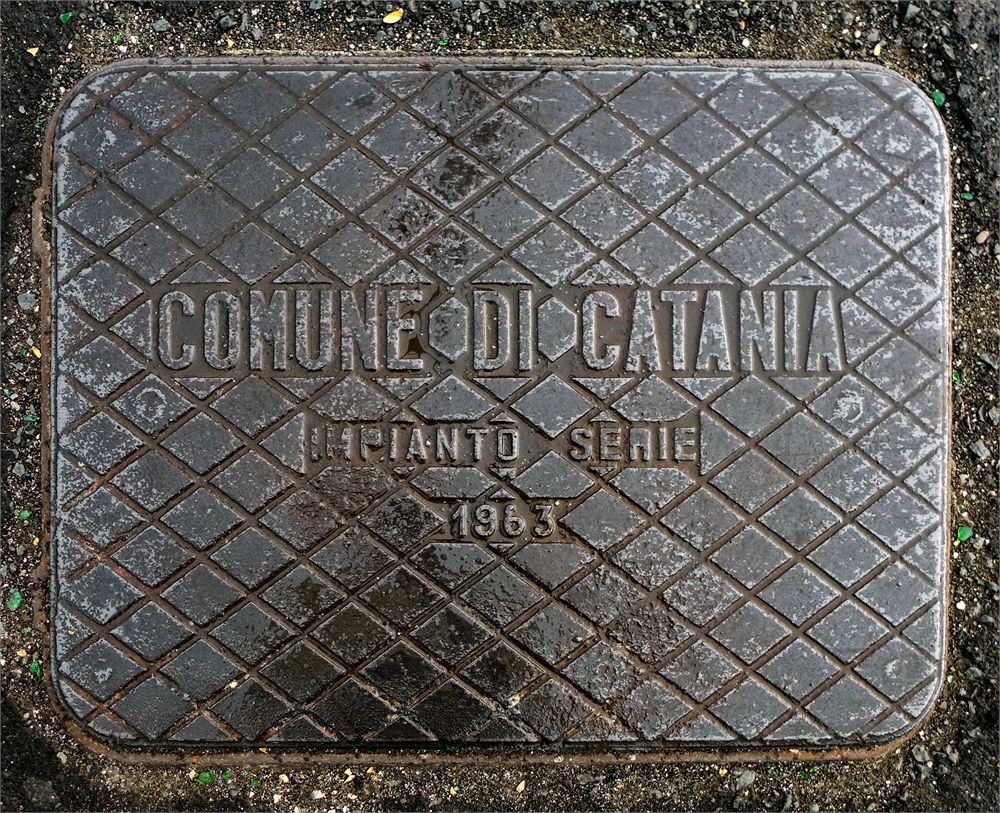 COMUNE DI CATANIA
IMPIANTO SERIE
1963